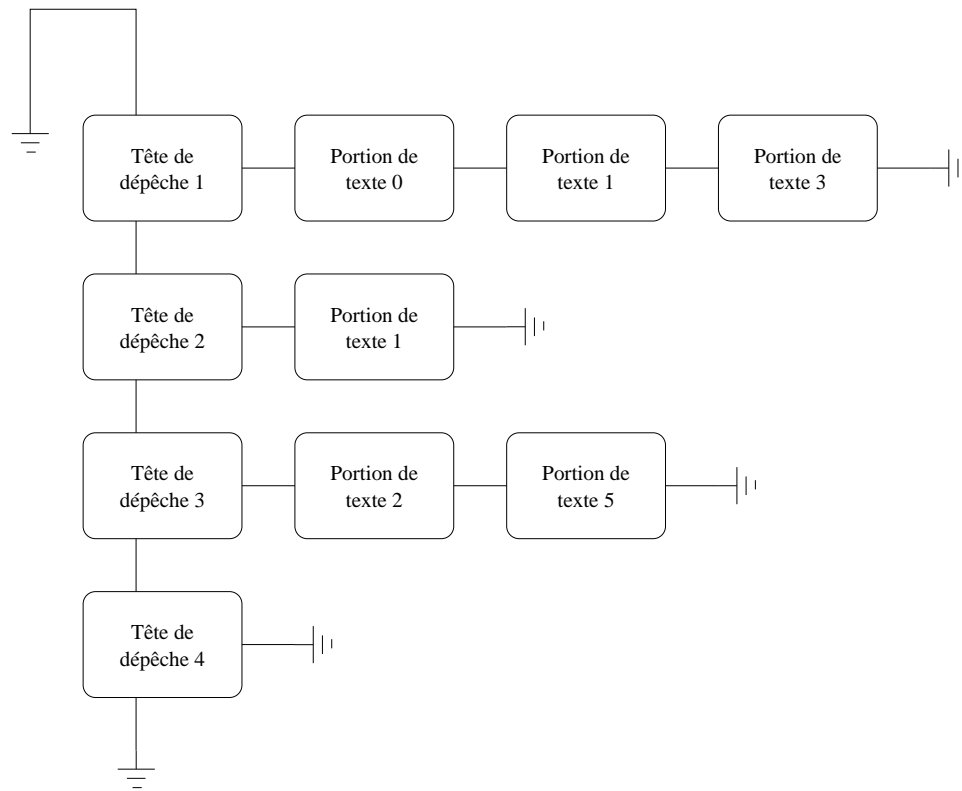 Tête de
dépêche 1
Portion de
texte 0
Portion de
texte 1
Portion de
texte 3
Tête de
dépêche 2
Portion de
texte 1
Tête de
dépêche 3
Portion de
texte 2
Portion de
texte 5
Tête de
dépêche 4